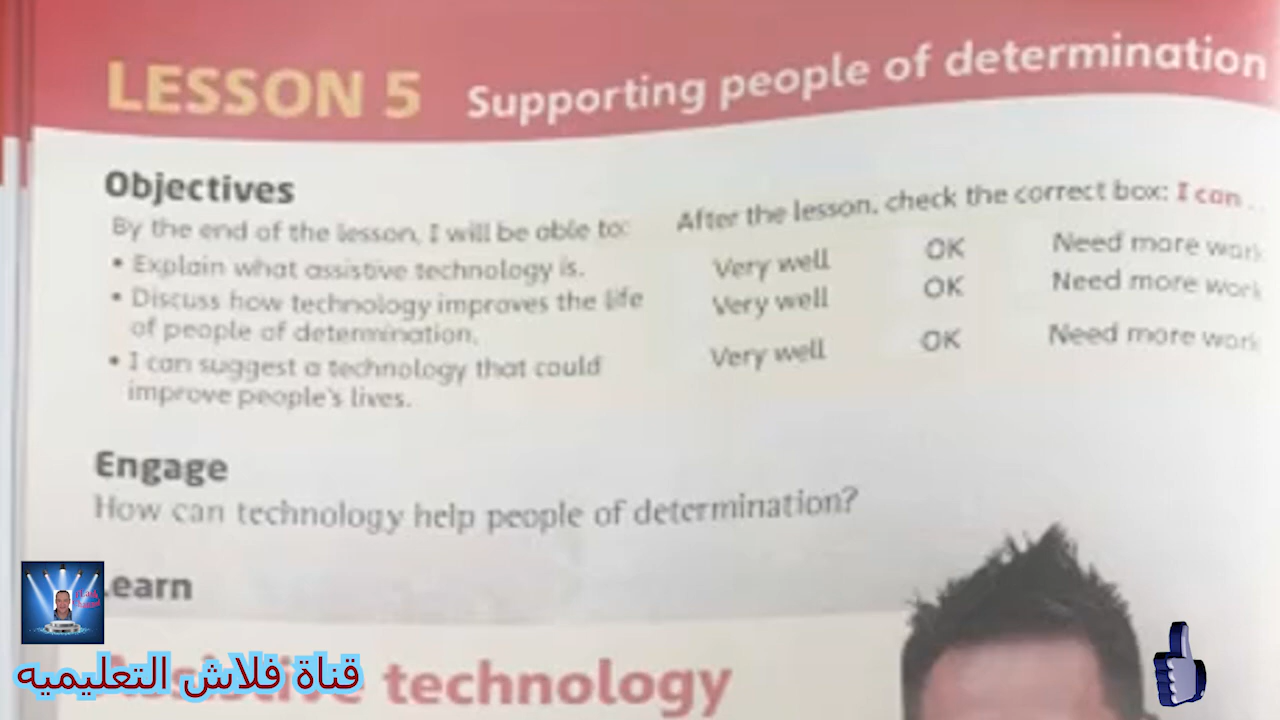 LESSON 5 Supporting people of determination
Objectives
By the end of the lesson, I will be able to:
• Explain what assistive technology is.
• Discuss how technology improves the life
of people of determination.
• I can suggest a technology that could
improve people's lives.
After the lesson, check the correct box: I can . . .
Very well OK Need more work
Very well OK Need more work
Very well OK Need more work
Engage
How can technology help people of determination?
Learn
Assistive technology
قناة فلاش التعليميه